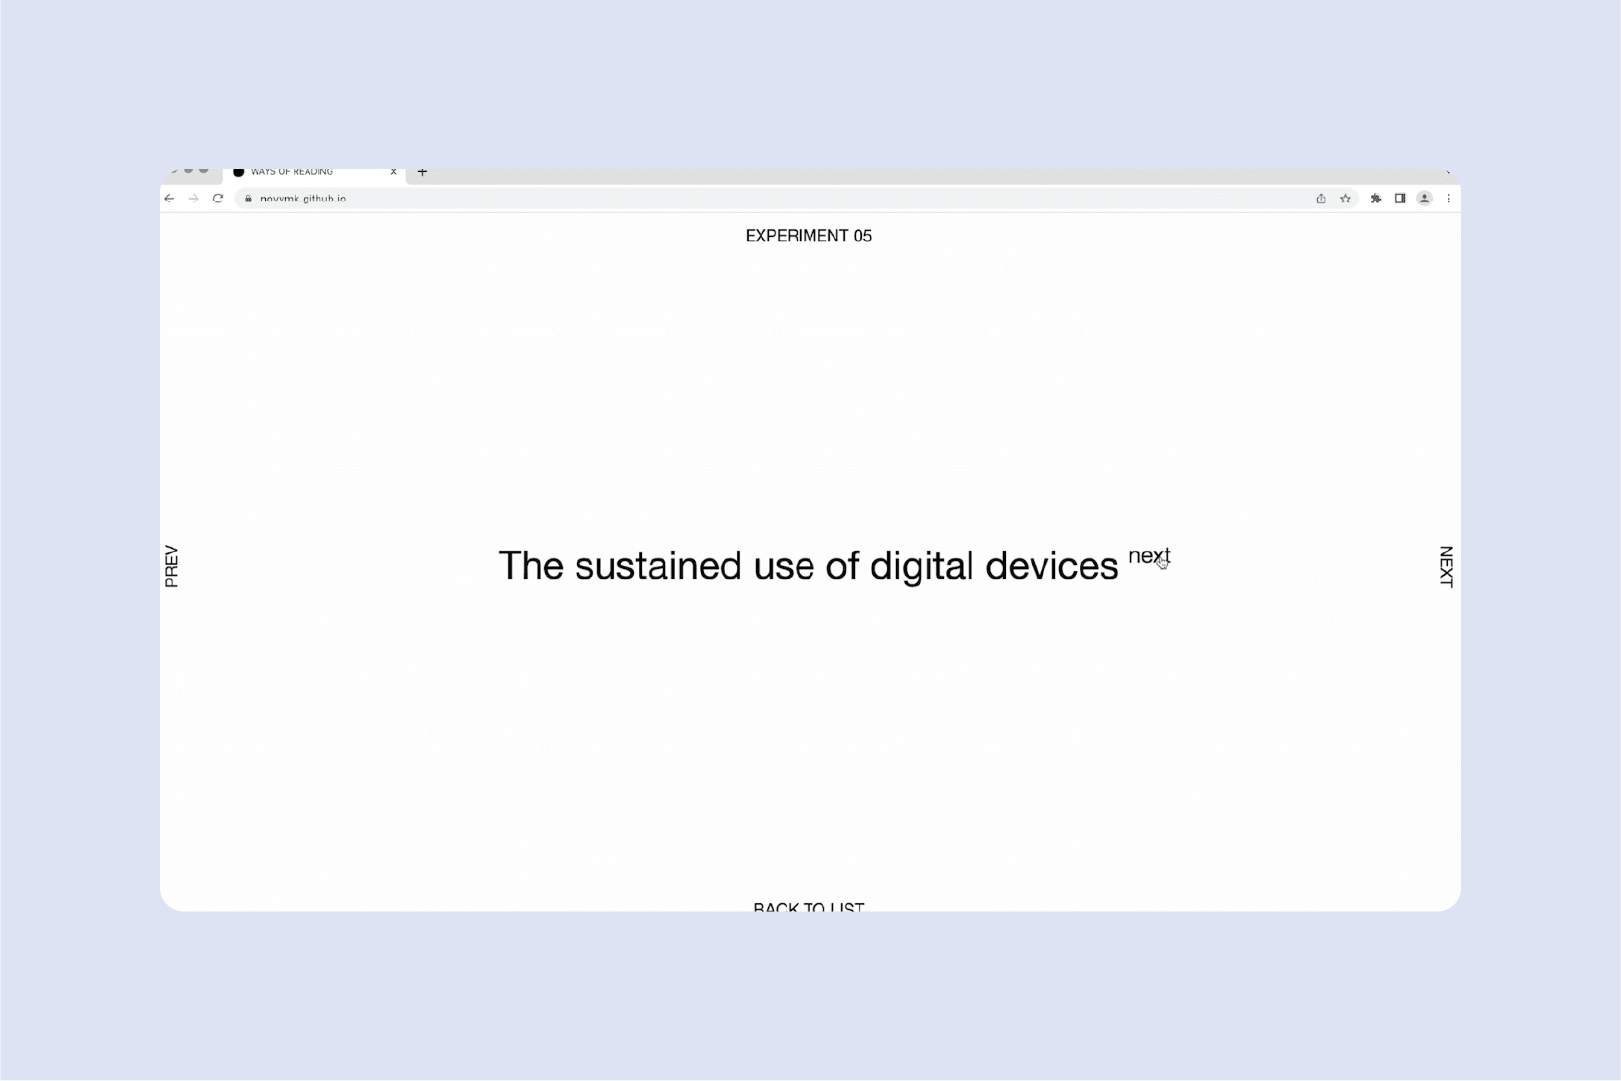 WAYS OF READING
novymk.github.io
EXPERIMENT 05
PREV
The sustained use of digital devices next
NEXT
BACK TO LIST